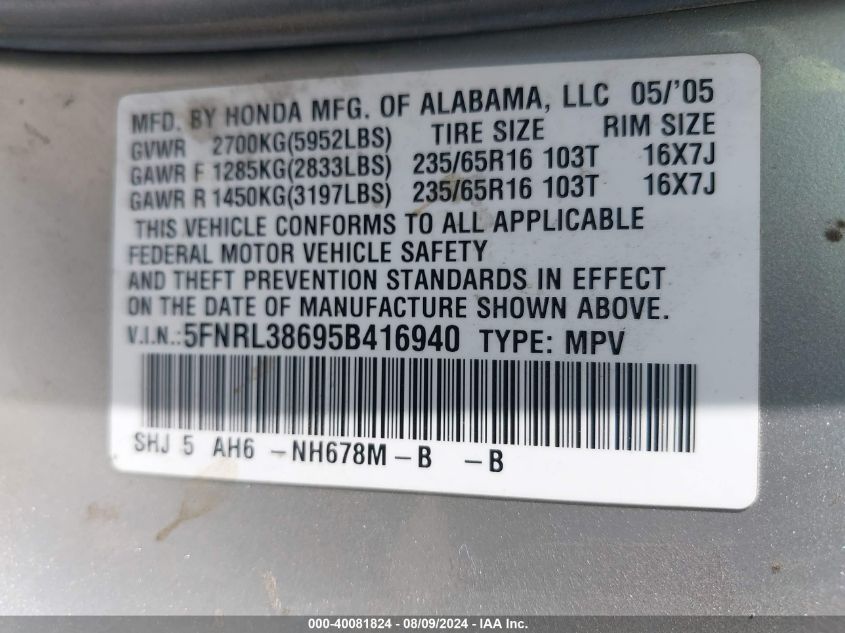 MFD. BY HONDA MFG. OF ALABAMA, LLC 05/'05
GVWR 2700KG(5952LBS) TIRE SIZE RIM SIZE
GAWR F 1285KG(2833LBS) 235/65R16 103T 16X7J
GAWR R 1450KG(3197LBS) 235/65R16 103T 16X7J
THIS VEHICLE CONFORMS TO ALL APPLICABLE
FEDERAL MOTOR VEHICLE SAFETY
AND THEFT PREVENTION STANDARDS IN EFFECT
ON THE DATE OF MANUFACTURE SHOWN ABOVE.
V.I.N.:5FNRL38695B416940 TYPE: MPV
SHJ 5 AH6 -NH678M-B -B
000-40081824 - 08/09/2024 - IAA Inc.